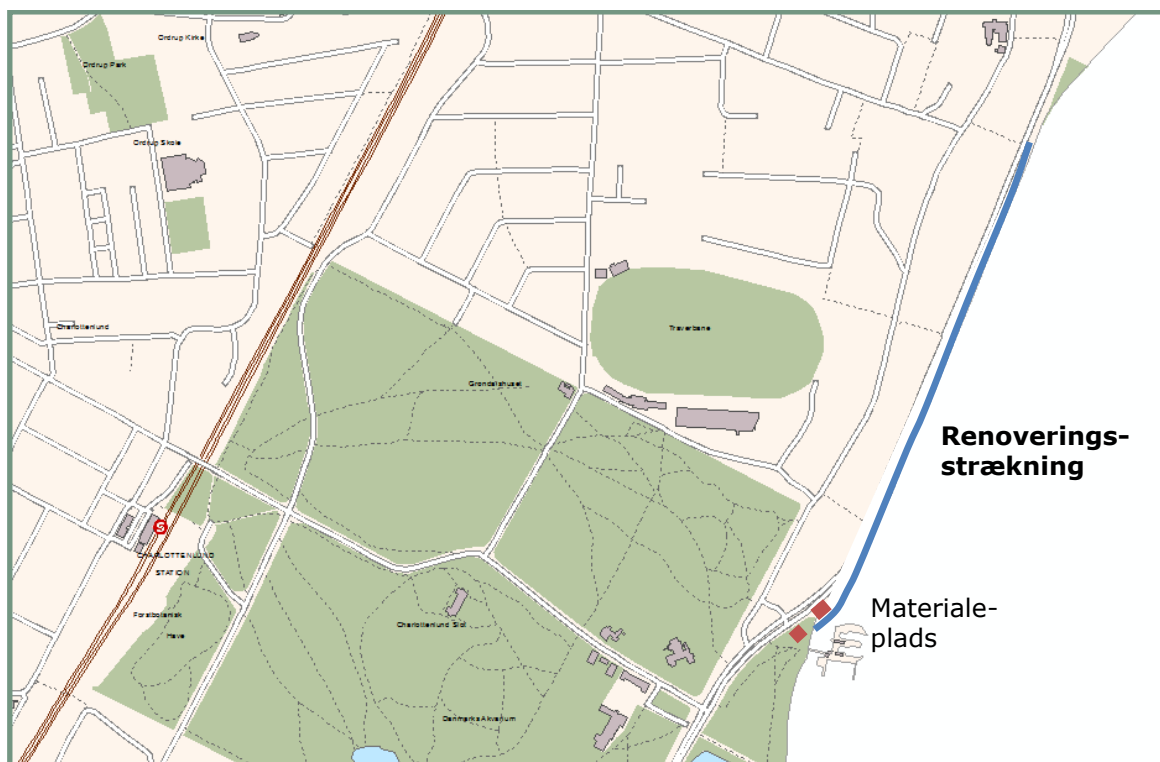 Ordrup Kirke
Ordrup Park
Ordrup Skole
Charlottenlund
Traverbane
Grøndalshuset
Renoverings-
strækning
S
CHARLOTTENLUND
STATION
Forstbotanisk
Have
Charlottenlund Slot
Materiale-
plads
Danmarks Akvarium